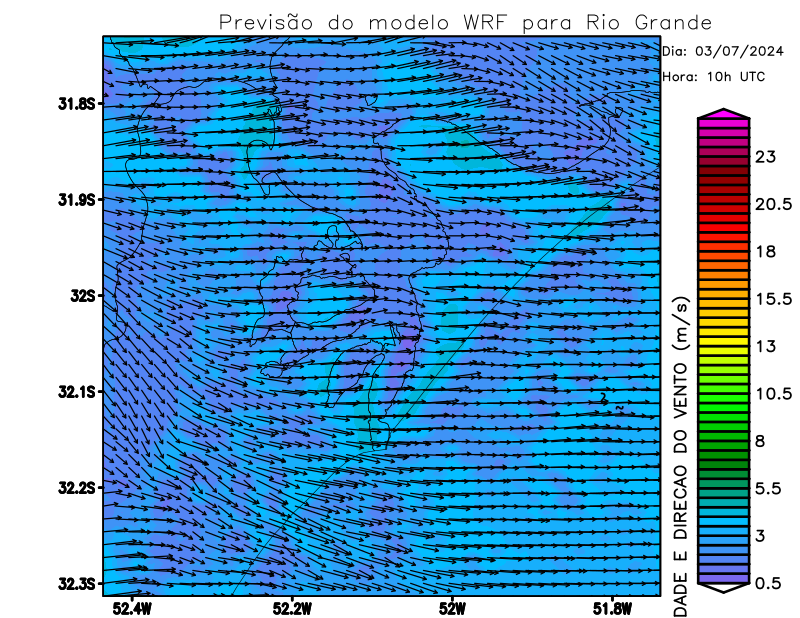 Previsão do modelo WRF para Rio Grande
Dia: 03/07/2024
Hora: 10h UTC
31.8S
31.9S
32S
32.1S
32.2S
32.3S
52.4W
52.2W
52W
51.8W
23
20.5
18
15.5
13
10.5
8
5.5
3
0.5
DADE E DIRECAO DO VENTO (m/s)